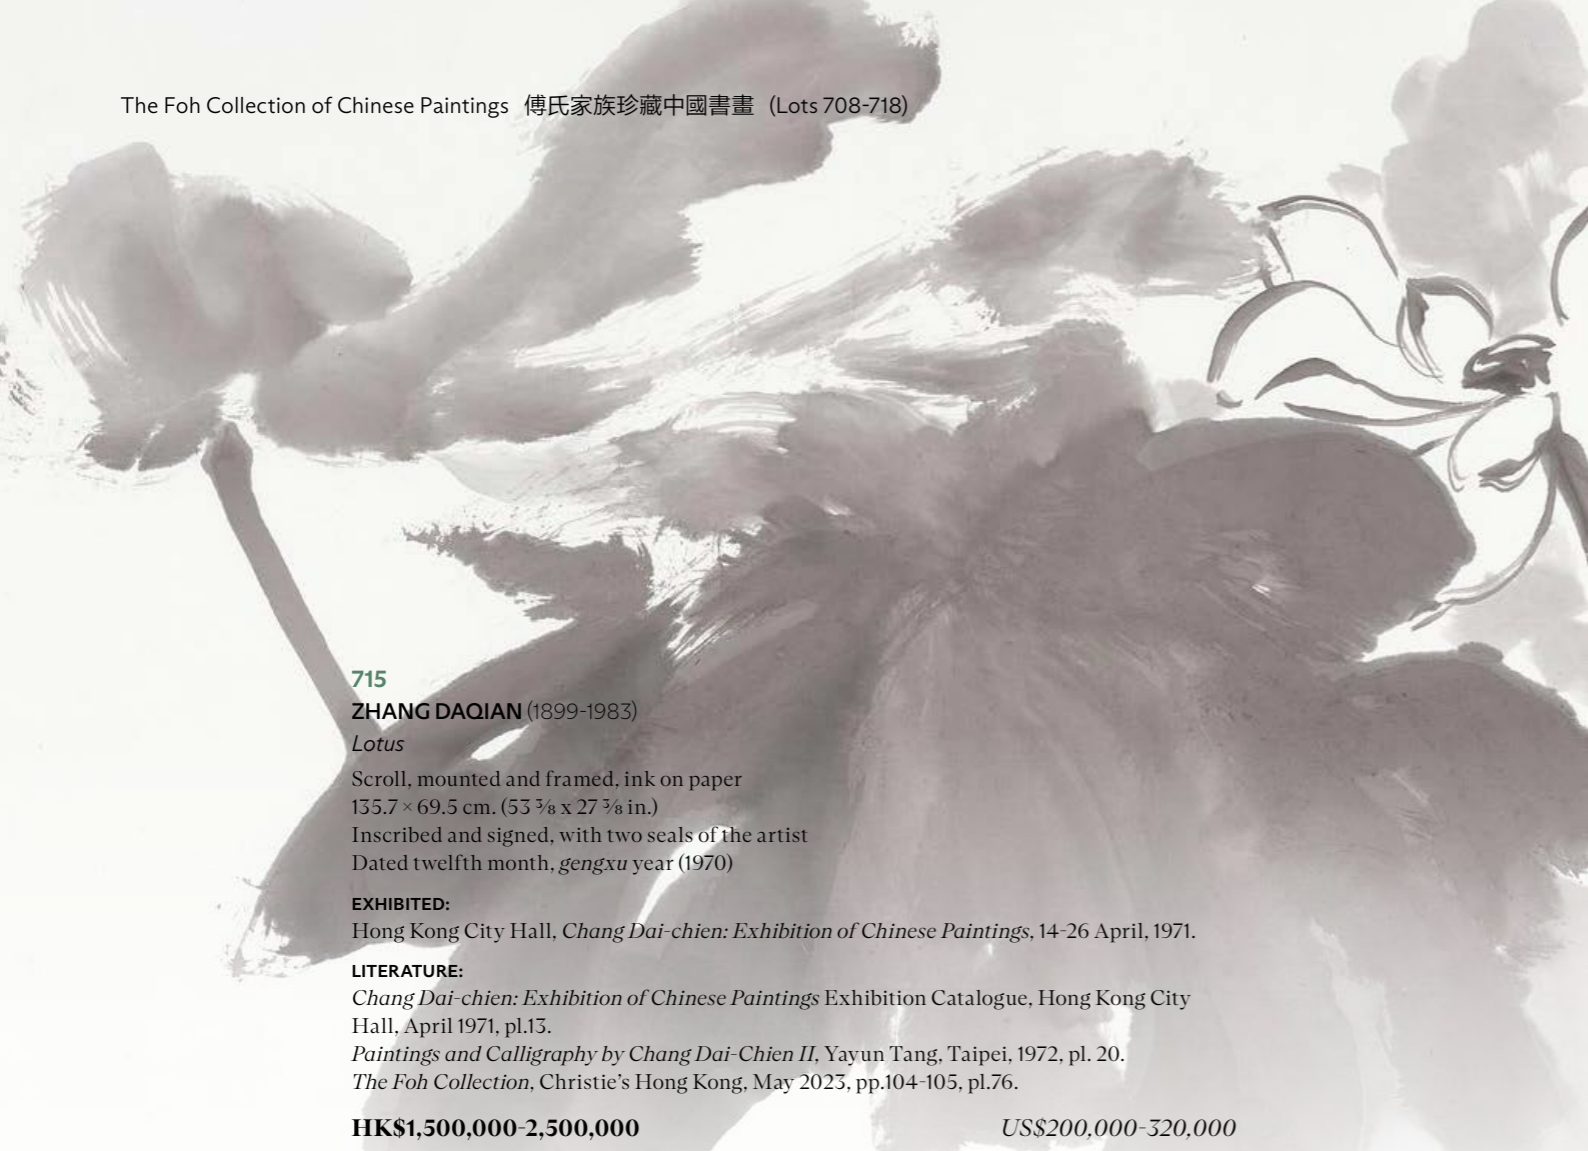 The Foh Collection of Chinese Paintings 傅氏家族珍藏中國書畫 (Lots 708-718)
715
ZHANG DAQIAN (1899-1983)
Lotus
Scroll, mounted and framed, ink on paper
135.7 × 69.5 cm. (53 ⅜ x 27 ⅜ in.)
Inscribed and signed, with two seals of the artist
Dated twelfth month, gengxu year (1970)
EXHIBITED:
Hong Kong City Hall, Chang Dai-chien: Exhibition of Chinese Paintings, 14-26 April, 1971.
LITERATURE:
Chang Dai-chien: Exhibition of Chinese Paintings Exhibition Catalogue, Hong Kong City
Hall, April 1971, pl.13.
Paintings and Calligraphy by Chang Dai-Chien II, Yayun Tang, Taipei, 1972, pl. 20.
The Foh Collection, Christie's Hong Kong, May 2023, pp.104-105, pl.76.
HK$1,500,000-2,500,000 US$200,000-320,000